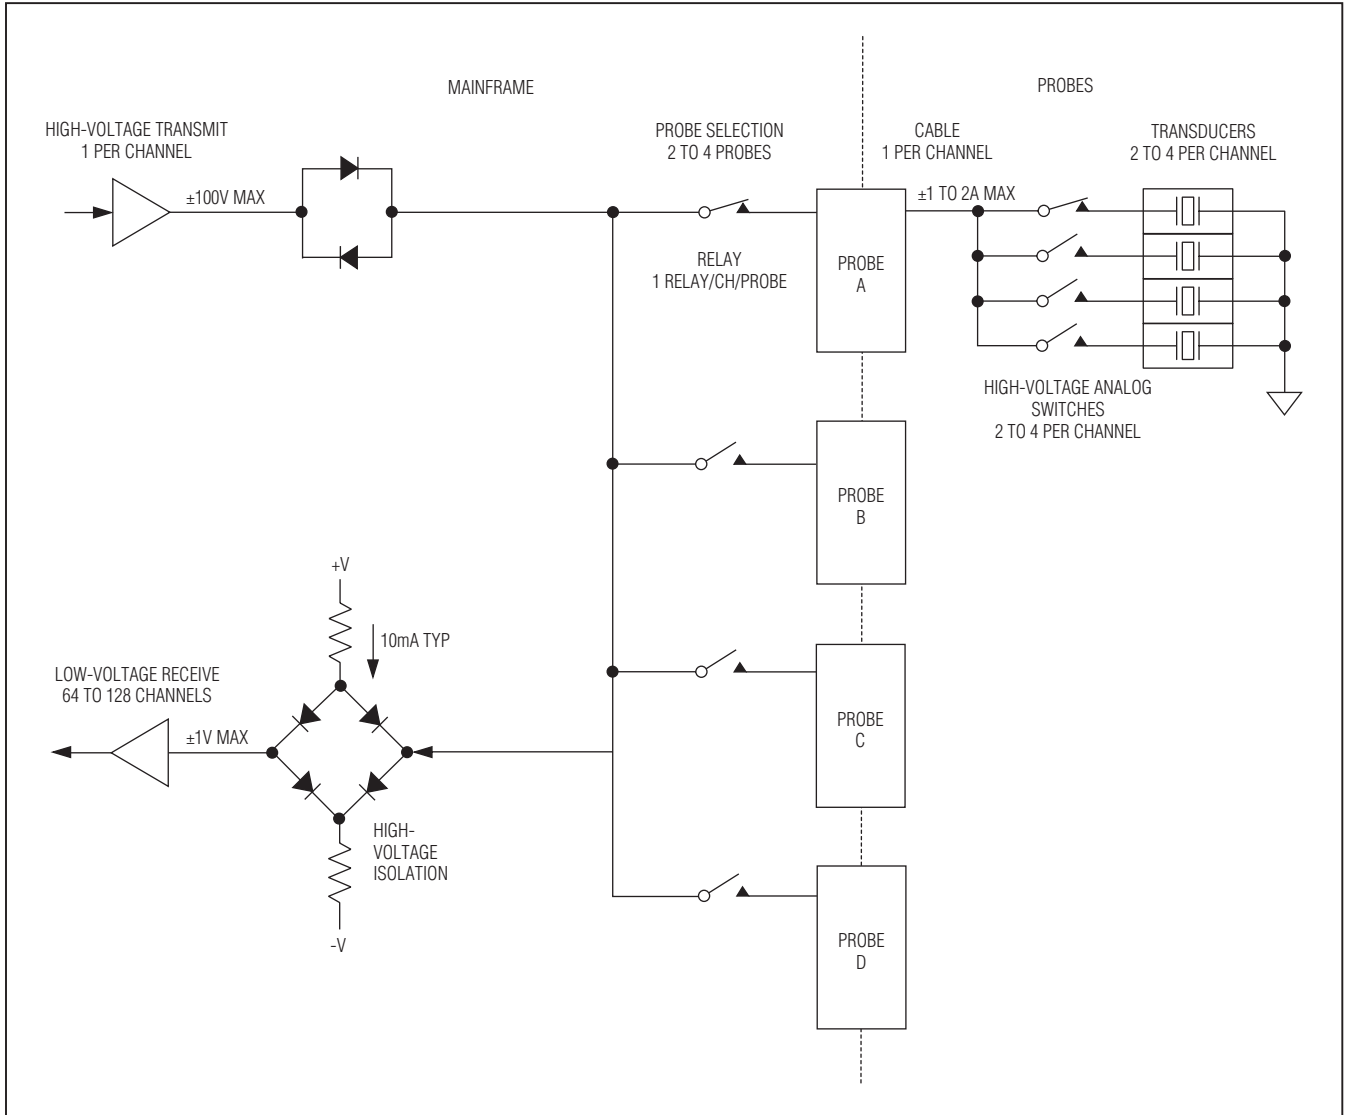 MAINFRAME
PROBES
HIGH-VOLTAGE TRANSMIT
1 PER CHANNEL
±100V MAX
PROBE SELECTION
2 TO 4 PROBES
RELAY
1 RELAY/CH/PROBE
CABLE
1 PER CHANNEL
±1 TO 2A MAX
TRANSDUCERS
2 TO 4 PER CHANNEL
PROBE
A
HIGH-VOLTAGE ANALOG
SWITCHES
2 TO 4 PER CHANNEL
PROBE
B
+V
10mA TYP
LOW-VOLTAGE RECEIVE
64 TO 128 CHANNELS
±1V MAX
HIGH-
VOLTAGE
ISOLATION
-V
PROBE
C
PROBE
D